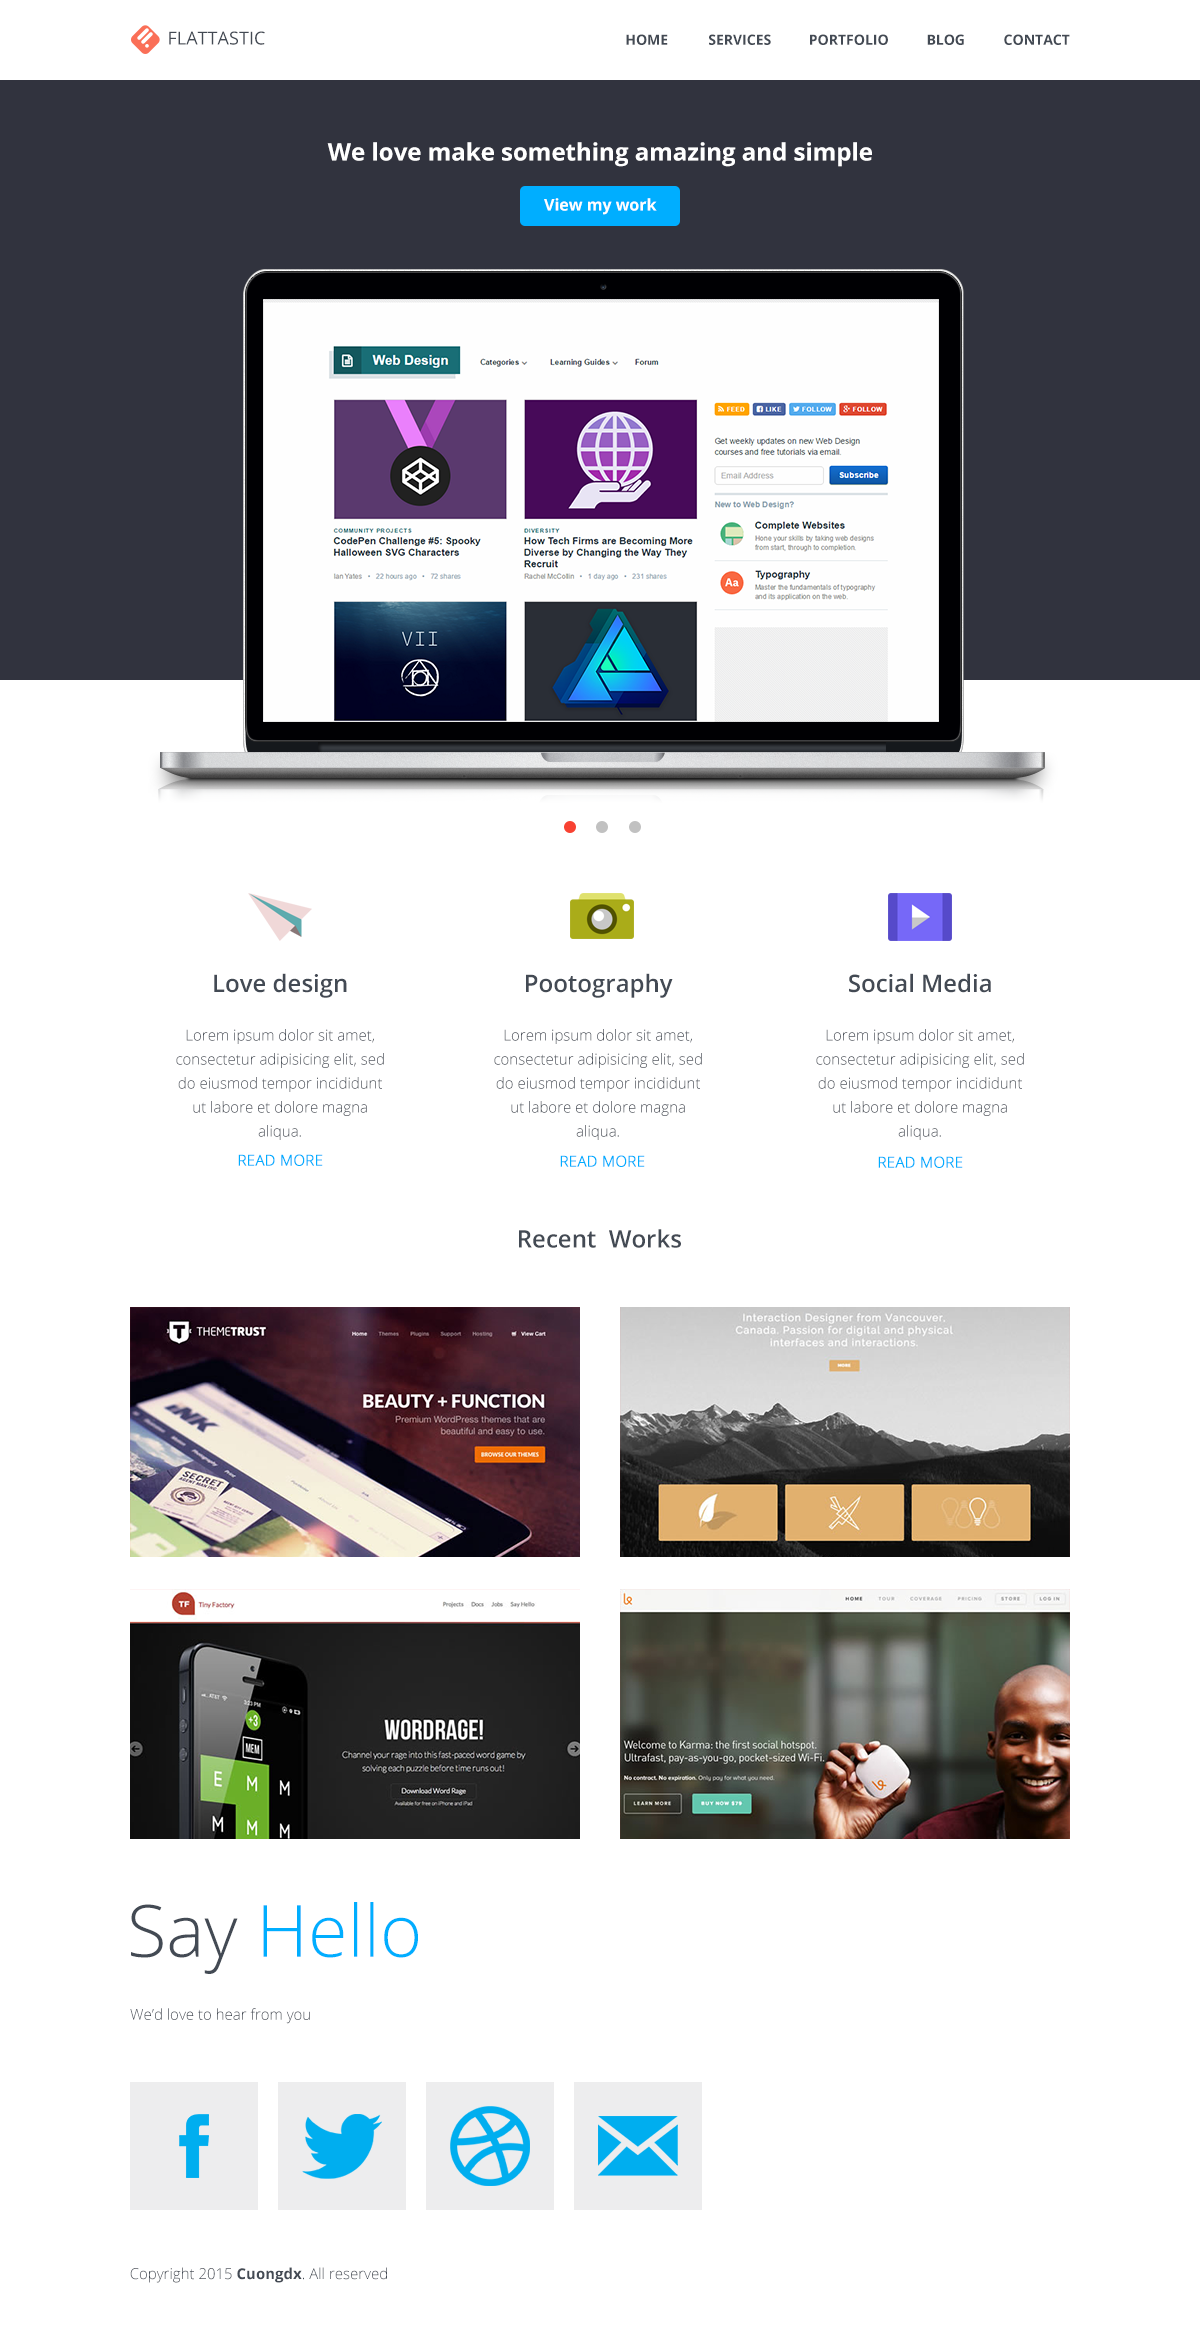 FLATTASTIC
HOME SERVICES PORTFOLIO BLOG CONTACT
We love make something amazing and simple
View my work
Web Design Categories Learning Guides Forum
FEED LIKE FOLLOW FOLLOW
Get weekly updates on new Web Design
courses and free tutorials via email.
Email Address Subscribe
New to Web Design?
Complete Websites
Hone your skills by taking web designs
from start, through to completion.
Aa
Typography
Master the fundamentals of typography
and its application on the web.
COMMUNITY PROJECTS
CodePen Challenge #5: Spooky
Halloween SVG Characters
Ian Yates • 22 hours ago • 72 shares
DIVERSITY
How Tech Firms are Becoming More
Diverse by Changing the Way They
Recruit
Rachel McCollin • 1 day ago • 231 shares
VII
Love design
Lorem ipsum dolor sit amet,
consectetur adipisicing elit, sed
do eiusmod tempor incididunt
ut labore et dolore magna
aliqua.
READ MORE
Pootography
Lorem ipsum dolor sit amet,
consectetur adipisicing elit, sed
do eiusmod tempor incididunt
ut labore et dolore magna
aliqua.
READ MORE
Social Media
Lorem ipsum dolor sit amet,
consectetur adipisicing elit, sed
do eiusmod tempor incididunt
ut labore et dolore magna
aliqua.
READ MORE
Recent Works
T THEMETRUST
Home Themes Plugins Support Hosting View Cart
BEAUTY + FUNCTION
Premium WordPress themes that are
beautiful and easy to use.
BROWSE OUR THEMES
INK
SECRET
AGENT MAN INC.
Interaction Designer from Vancouver,
Canada. Passion for digital and physical
interfaces and interactions.
MORE
TF Tiny Factory
Projects Docs Jobs Say Hello
AT&T 3:03 PM
+3
MEM
E M M
M M M
WORDRAGE!
Channel your rage into this fast-paced word game by
solving each puzzle before time runs out!
Download Word Rage
Available for free on iPhone and iPad
HOME TOUR COVERAGE PRICING STORE LOG IN
Welcome to Karma: the first social hotspot.
Ultrafast, pay-as-you-go, pocket-sized Wi-Fi.
No contract. No expiration. Only pay for what you need.
LEARN MORE BUY NOW $79
Say Hello
We'd love to hear from you
Copyright 2015 Cuongdx. All reserved